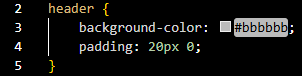 2 header {
3 background-color: #bbbbbb;
4 padding: 20px 0;
5 }